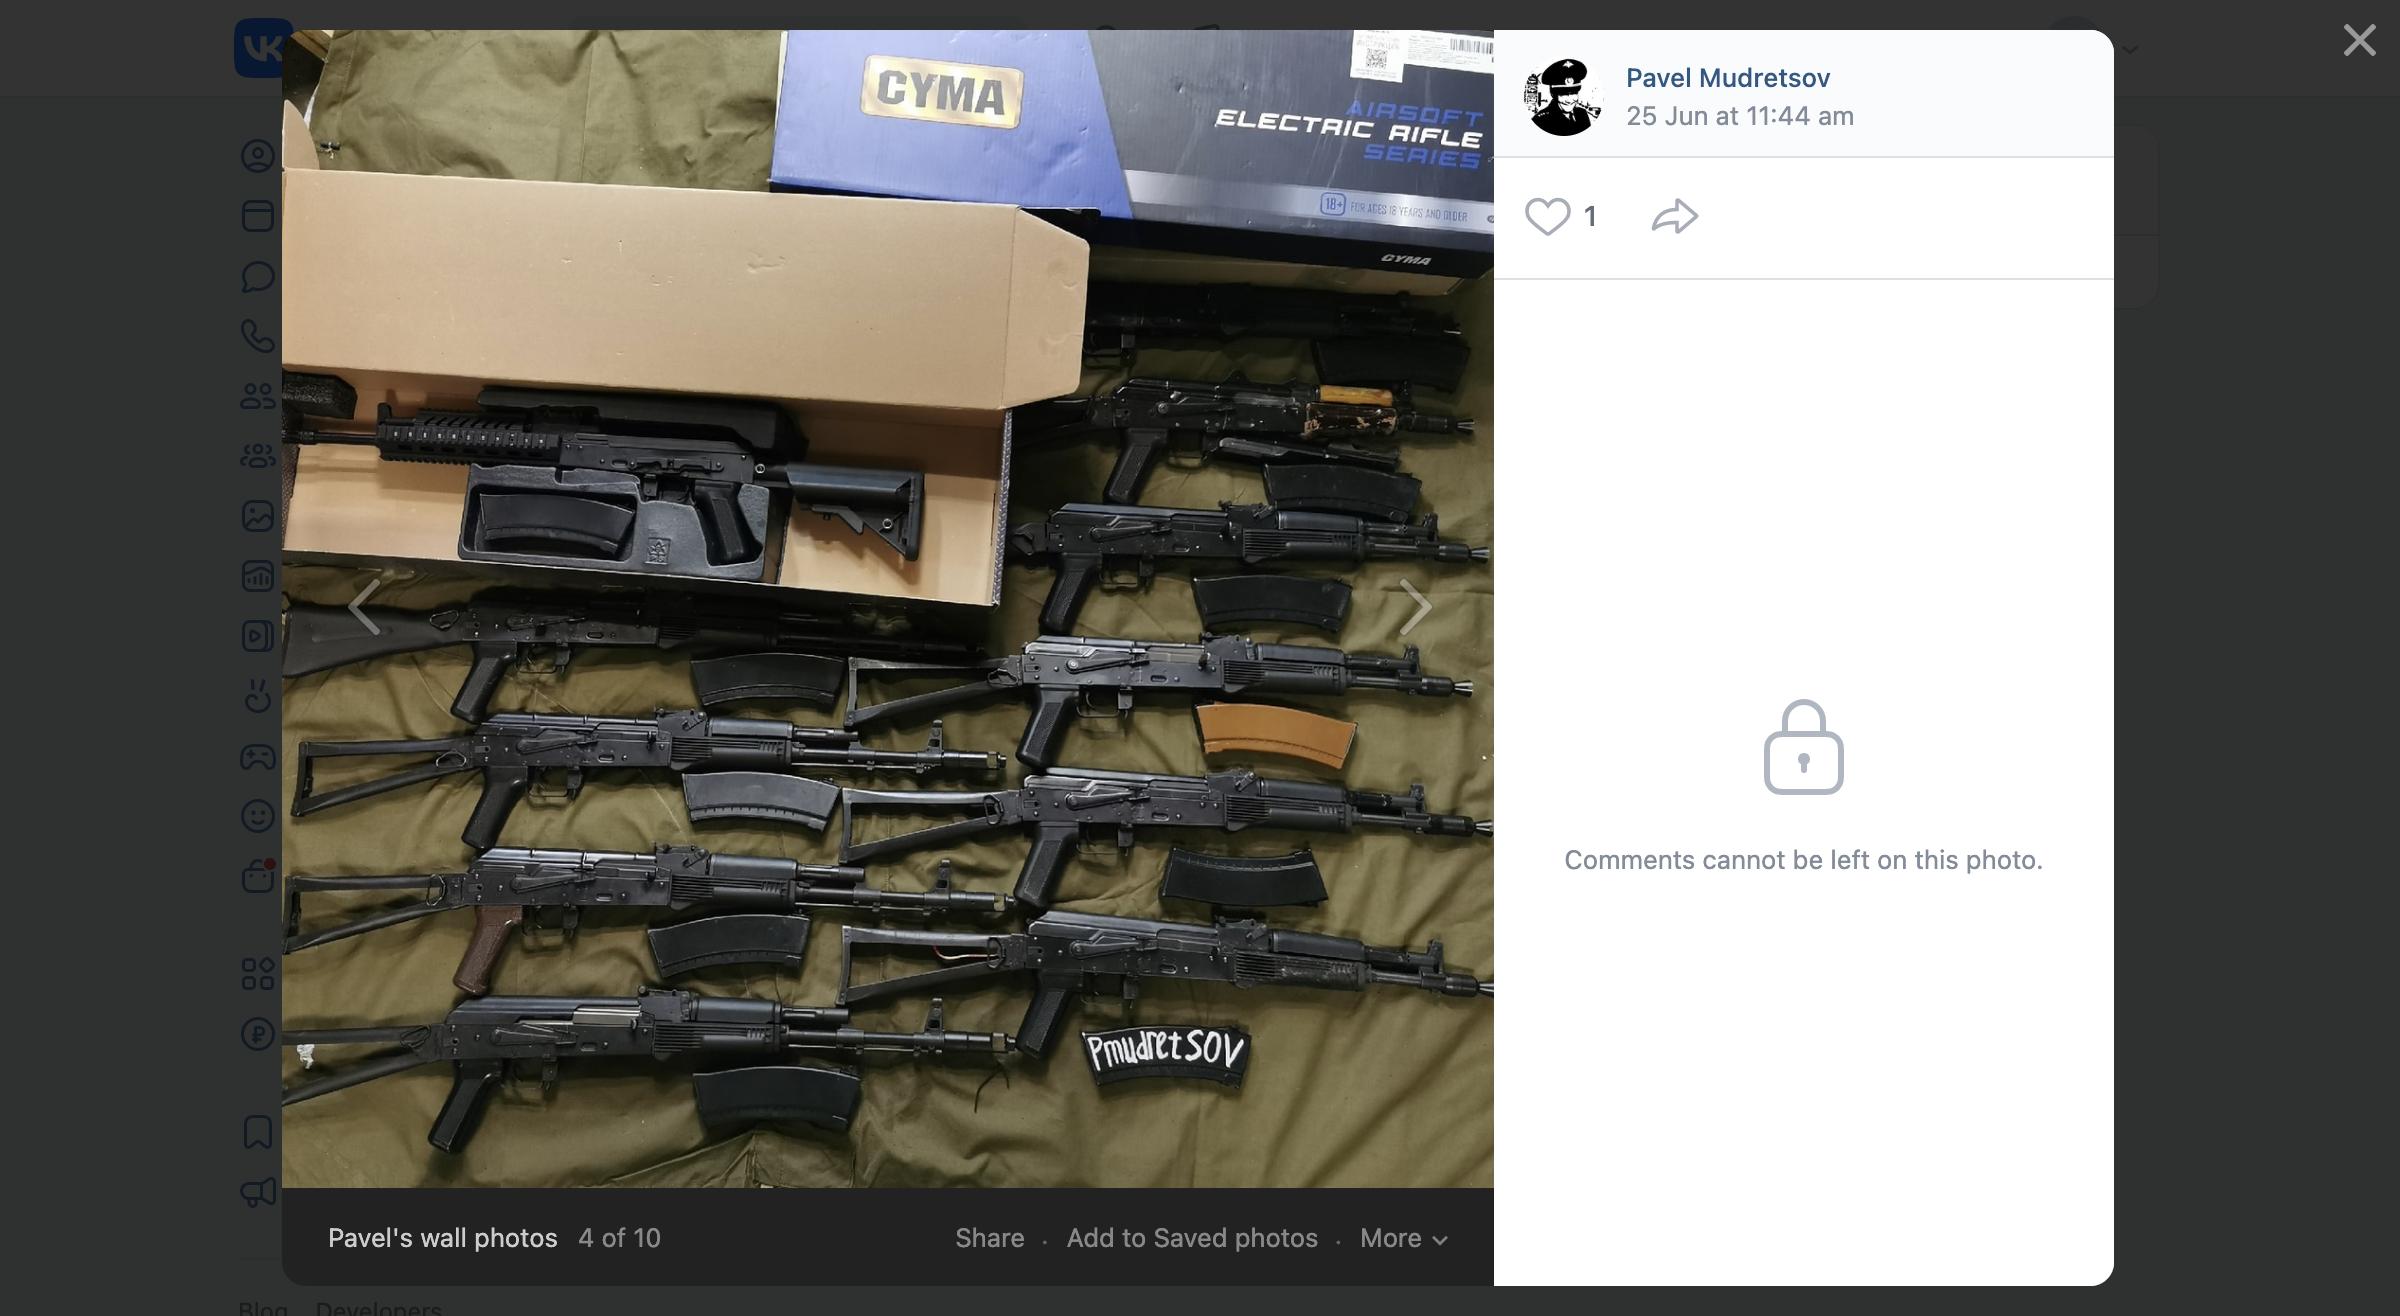 VK
CYMA
AIRSOFT
ELECTRIC RIFLE
SERIES
18+ FOR AGES 18 YEARS AND OLDER
CYMA
PmudretSOV
Pavel Mudretsov
25 Jun at 11:44 am
1
Comments cannot be left on this photo.
Pavel's wall photos 4 of 10
Share · Add to Saved photos · More
Blog Developers